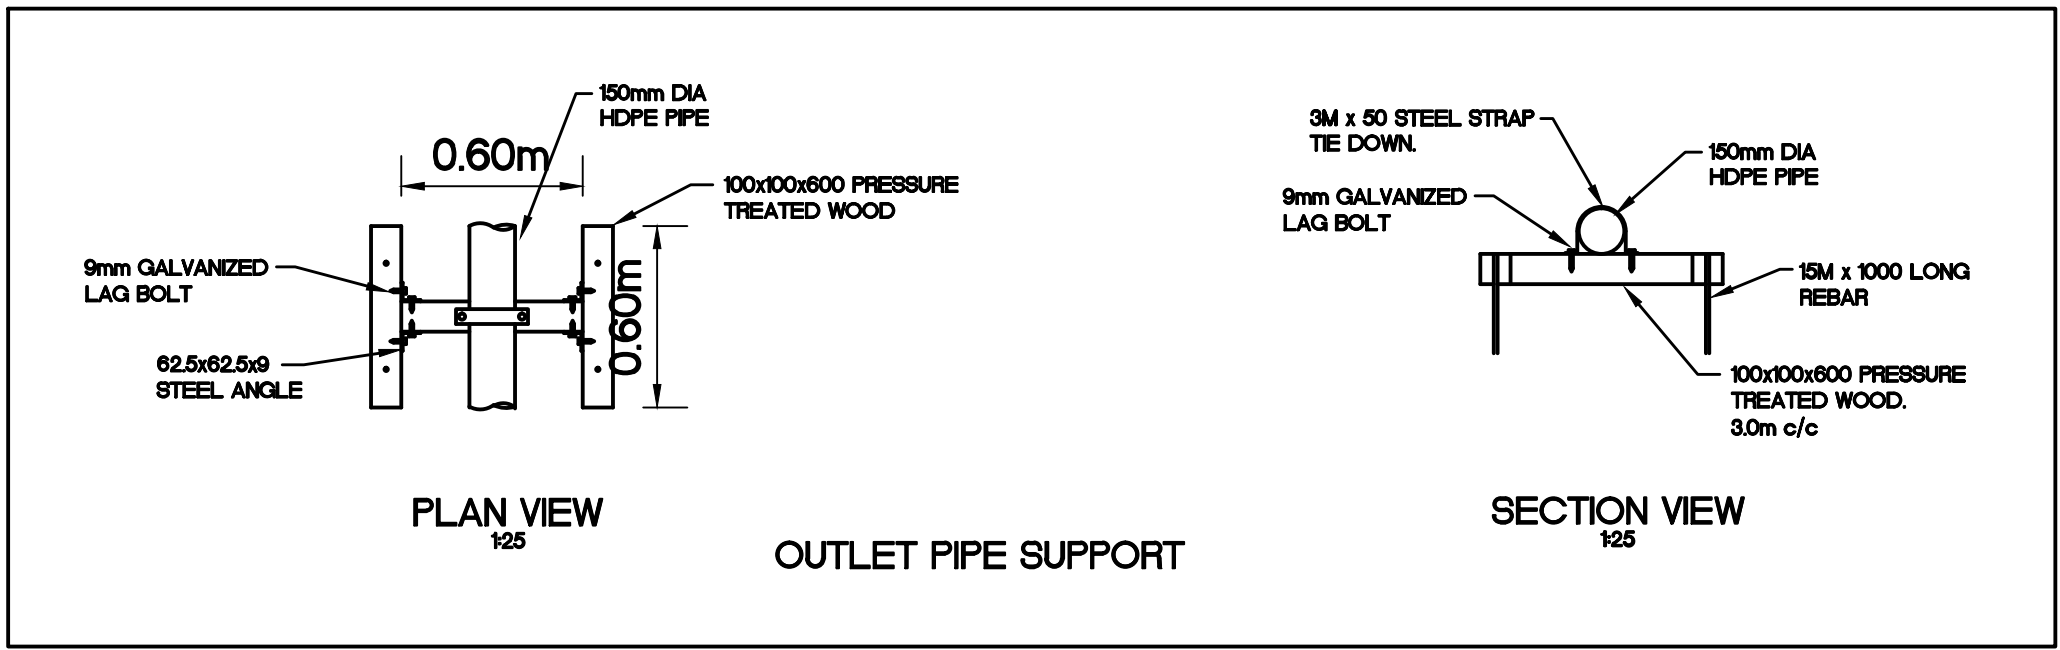 150mm DIA
HDPE PIPE
0.60m
100x100x600 PRESSURE
TREATED WOOD
9mm GALVANIZED
LAG BOLT
0.60m
62.5x62.5x9
STEEL ANGLE
PLAN VIEW
1:25
3M x 50 STEEL STRAP
TIE DOWN.
150mm DIA
HDPE PIPE
9mm GALVANIZED
LAG BOLT
15M x 1000 LONG
REBAR
100x100x600 PRESSURE
TREATED WOOD.
3.0m c/c
SECTION VIEW
1:25
OUTLET PIPE SUPPORT